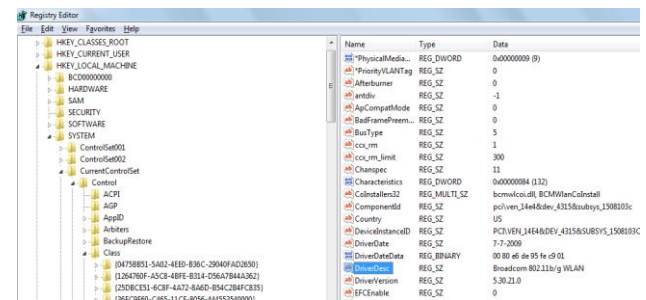 Registry Editor
File Edit View Favorites Help
HKEY_CLASSES_ROOT
HKEY_CURRENT_USER
HKEY_LOCAL_MACHINE
BCD00000000
HARDWARE
SAM
SECURITY
SOFTWARE
SYSTEM
ControlSet001
ControlSet002
CurrentControlSet
Control
ACPI
AGP
AppID
Arbiters
BackupRestore
Class
{0475BB51-5A02-4EE0-B36C-29040FAD2650}
{1264760F-A5C8-4BFE-B314-D56A7B44A362}
{25DBCE51-6C8F-4A72-8A6D-B54C2B4FC835}
Name Type Data
*PhysicalMedia... REG_DWORD 0x00000009 (9)
*PriorityVLANTag REG_SZ 0
Afterburner REG_SZ 0
antdiv REG_SZ -1
ApCompatMode REG_SZ 0
BadFramePreem... REG_SZ 0
BusType REG_SZ 5
ccx_rm REG_SZ 1
ccx_rm_limit REG_SZ 300
Chanspec REG_SZ 11
Characteristics REG_DWORD 0x00000084 (132)
CoInstallers32 REG_MULTI_SZ bcmwlcoi.dll, BCMWlanCoInstall
ComponentId REG_SZ pci\ven_14e4&dev_4315&subsys_1508103c
Country REG_SZ US
DeviceInstanceID REG_SZ PCI\VEN_14E4&DEV_4315&SUBSYS_1508103C
DriverDate REG_SZ 7-7-2009
DriverDateData REG_BINARY 00 80 e6 de 95 fe c9 01
DriverDesc REG_SZ Broadcom 802.11b/g WLAN
DriverVersion REG_SZ 5.30.21.0
EFCEnable REG_SZ 0